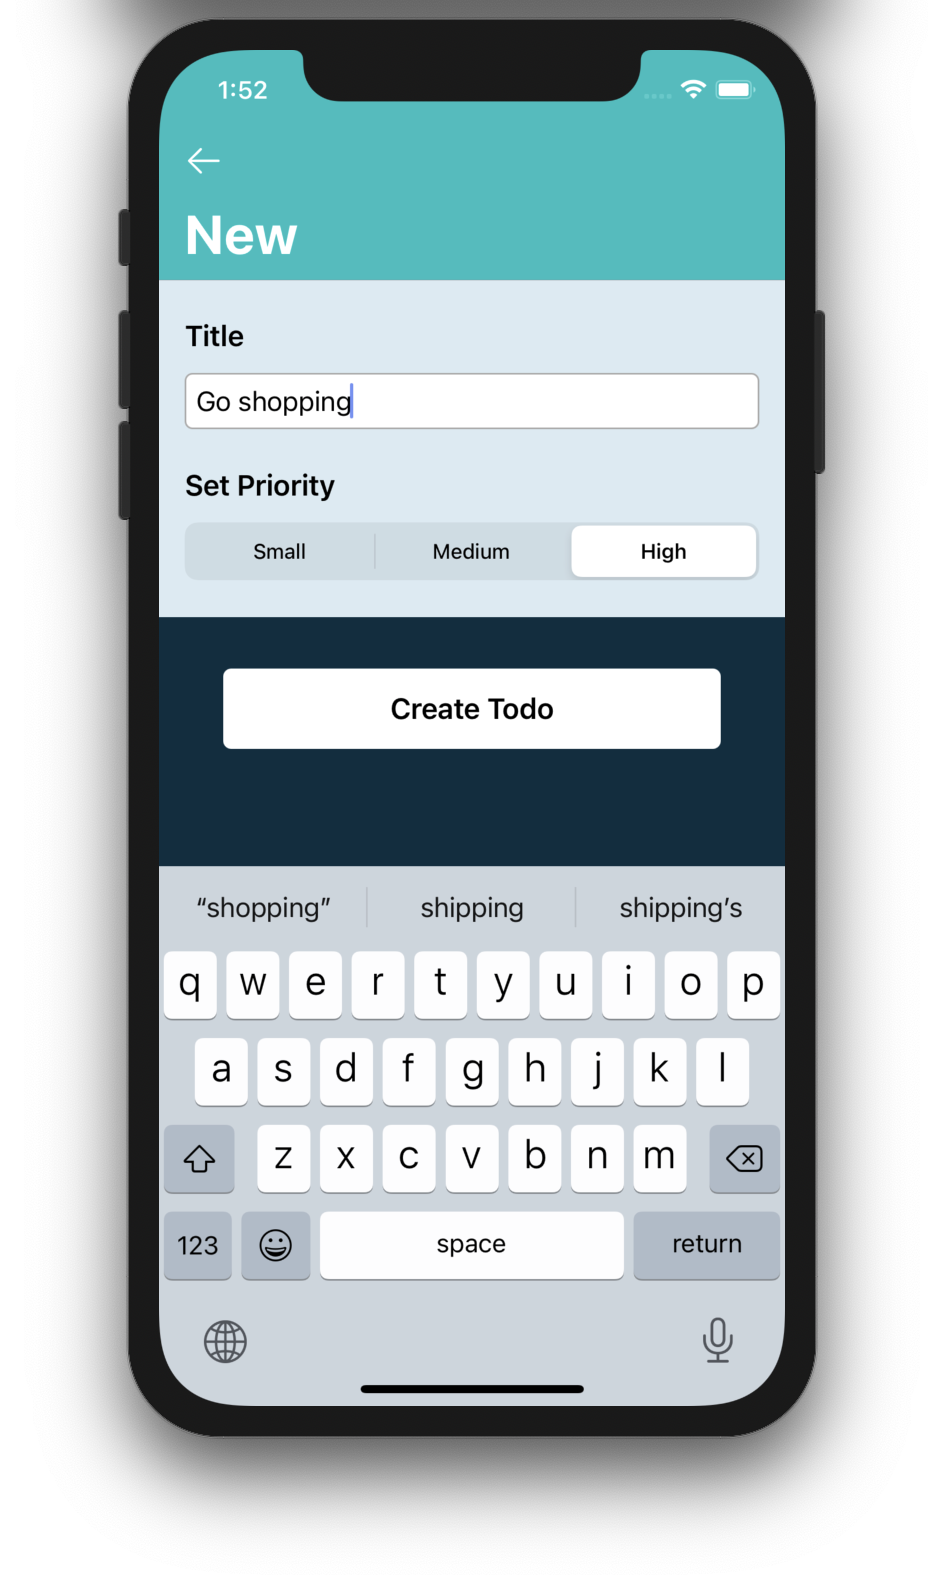 1:52
New
Title
Go shopping
Set Priority
Small Medium High
Create Todo
“shopping” shipping shipping’s
q w e r t y u i o p
a s d f g h j k l
z x c v b n m
123 space return